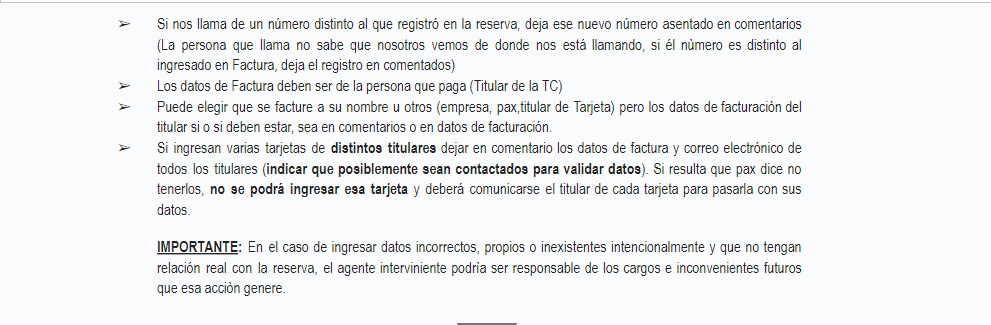 ➢ Si nos llama de un número distinto al que registró en la reserva, deja ese nuevo número asentado en comentarios
(La persona que llama no sabe que nosotros vemos de donde nos está llamando, si él nùmero es distinto al
ingresado en Factura, deja el registro en comentados)
➢ Los datos de Factura deben ser de la persona que paga (Titular de la TC)
➢ Puede elegir que se facture a su nombre u otros (empresa, pax,titular de Tarjeta) pero los datos de facturación del
titular si o si deben estar, sea en comentarios o en datos de facturación.
➢ Si ingresan varias tarjetas de distintos titulares dejar en comentario los datos de factura y correo electrónico de
todos los titulares (indicar que posiblemente sean contactados para validar datos). Si resulta que pax dice no
tenerlos, no se podrá ingresar esa tarjeta y deberá comunicarse el titular de cada tarjeta para pasarla con sus
datos.
IMPORTANTE: En el caso de ingresar datos incorrectos, propios o inexistentes intencionalmente y que no tengan
relación real con la reserva, el agente interviniente podrìa ser responsable de los cargos e inconvenientes futuros
que esa acciòn genere.